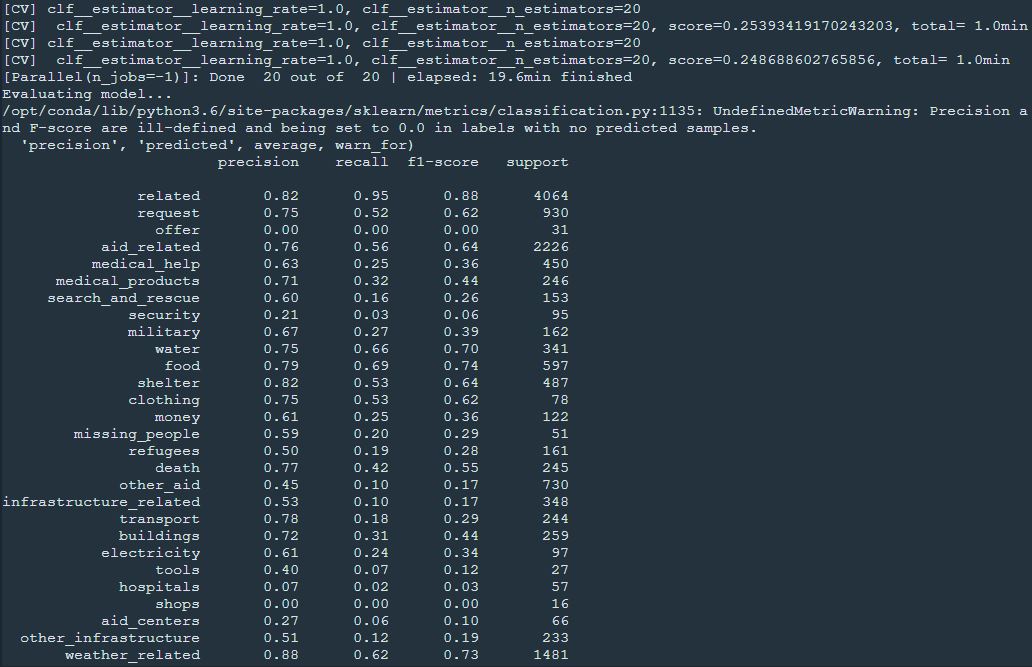 [CV] clf__estimator__learning_rate=1.0, clf__estimator__n_estimators=20
[CV]  clf__estimator__learning_rate=1.0, clf__estimator__n_estimators=20, score=0.25393419170243203, total= 1.0min
[CV] clf__estimator__learning_rate=1.0, clf__estimator__n_estimators=20
[CV]  clf__estimator__learning_rate=1.0, clf__estimator__n_estimators=20, score=0.248688602765856, total= 1.0min
[Parallel(n_jobs=-1)]: Done  20 out of  20 | elapsed: 19.6min finished
Evaluating model...
/opt/conda/lib/python3.6/site-packages/sklearn/metrics/classification.py:1135: UndefinedMetricWarning: Precision a
nd F-score are ill-defined and being set to 0.0 in labels with no predicted samples.
  'precision', 'predicted', average, warn_for)
                        precision    recall  f1-score   support
               related       0.82      0.95      0.88      4064
               request       0.75      0.52      0.62       930
                 offer       0.00      0.00      0.00        31
           aid_related       0.76      0.56      0.64      2226
          medical_help       0.63      0.25      0.36       450
      medical_products       0.71      0.32      0.44       246
     search_and_rescue       0.60      0.16      0.26       153
              security       0.21      0.03      0.06        95
              military       0.67      0.27      0.39       162
                 water       0.75      0.66      0.70       341
                  food       0.79      0.69      0.74       597
               shelter       0.82      0.53      0.64       487
              clothing       0.75      0.53      0.62        78
                 money       0.61      0.25      0.36       122
        missing_people       0.59      0.20      0.29        51
              refugees       0.50      0.19      0.28       161
                 death       0.77      0.42      0.55       245
             other_aid       0.45      0.10      0.17       730
infrastructure_related       0.53      0.10      0.17       348
             transport       0.78      0.18      0.29       244
             buildings       0.72      0.31      0.44       259
           electricity       0.61      0.24      0.34        97
                 tools       0.40      0.07      0.12        27
             hospitals       0.07      0.02      0.03        57
                 shops       0.00      0.00      0.00        16
           aid_centers       0.27      0.06      0.10        66
  other_infrastructure       0.51      0.12      0.19       233
       weather_related       0.88      0.62      0.73      1481